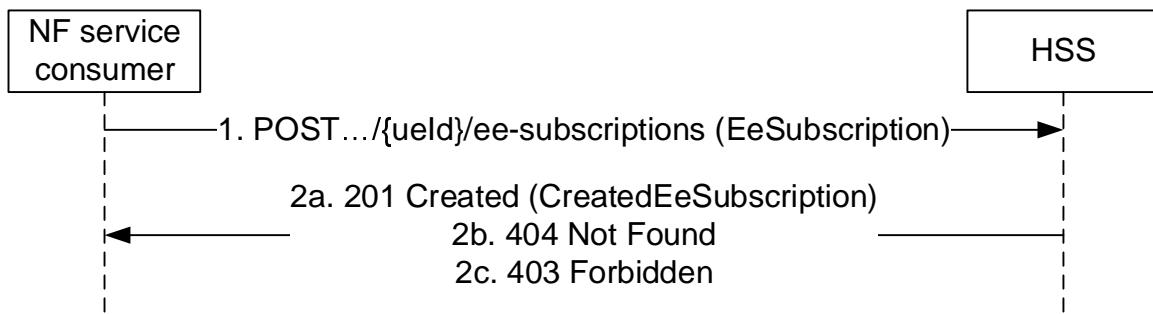 NF service
consumer
HSS
1. POST…/{ueId}/ee-subscriptions (EeSubscription)
2a. 201 Created (CreatedEeSubscription)
2b. 404 Not Found
2c. 403 Forbidden